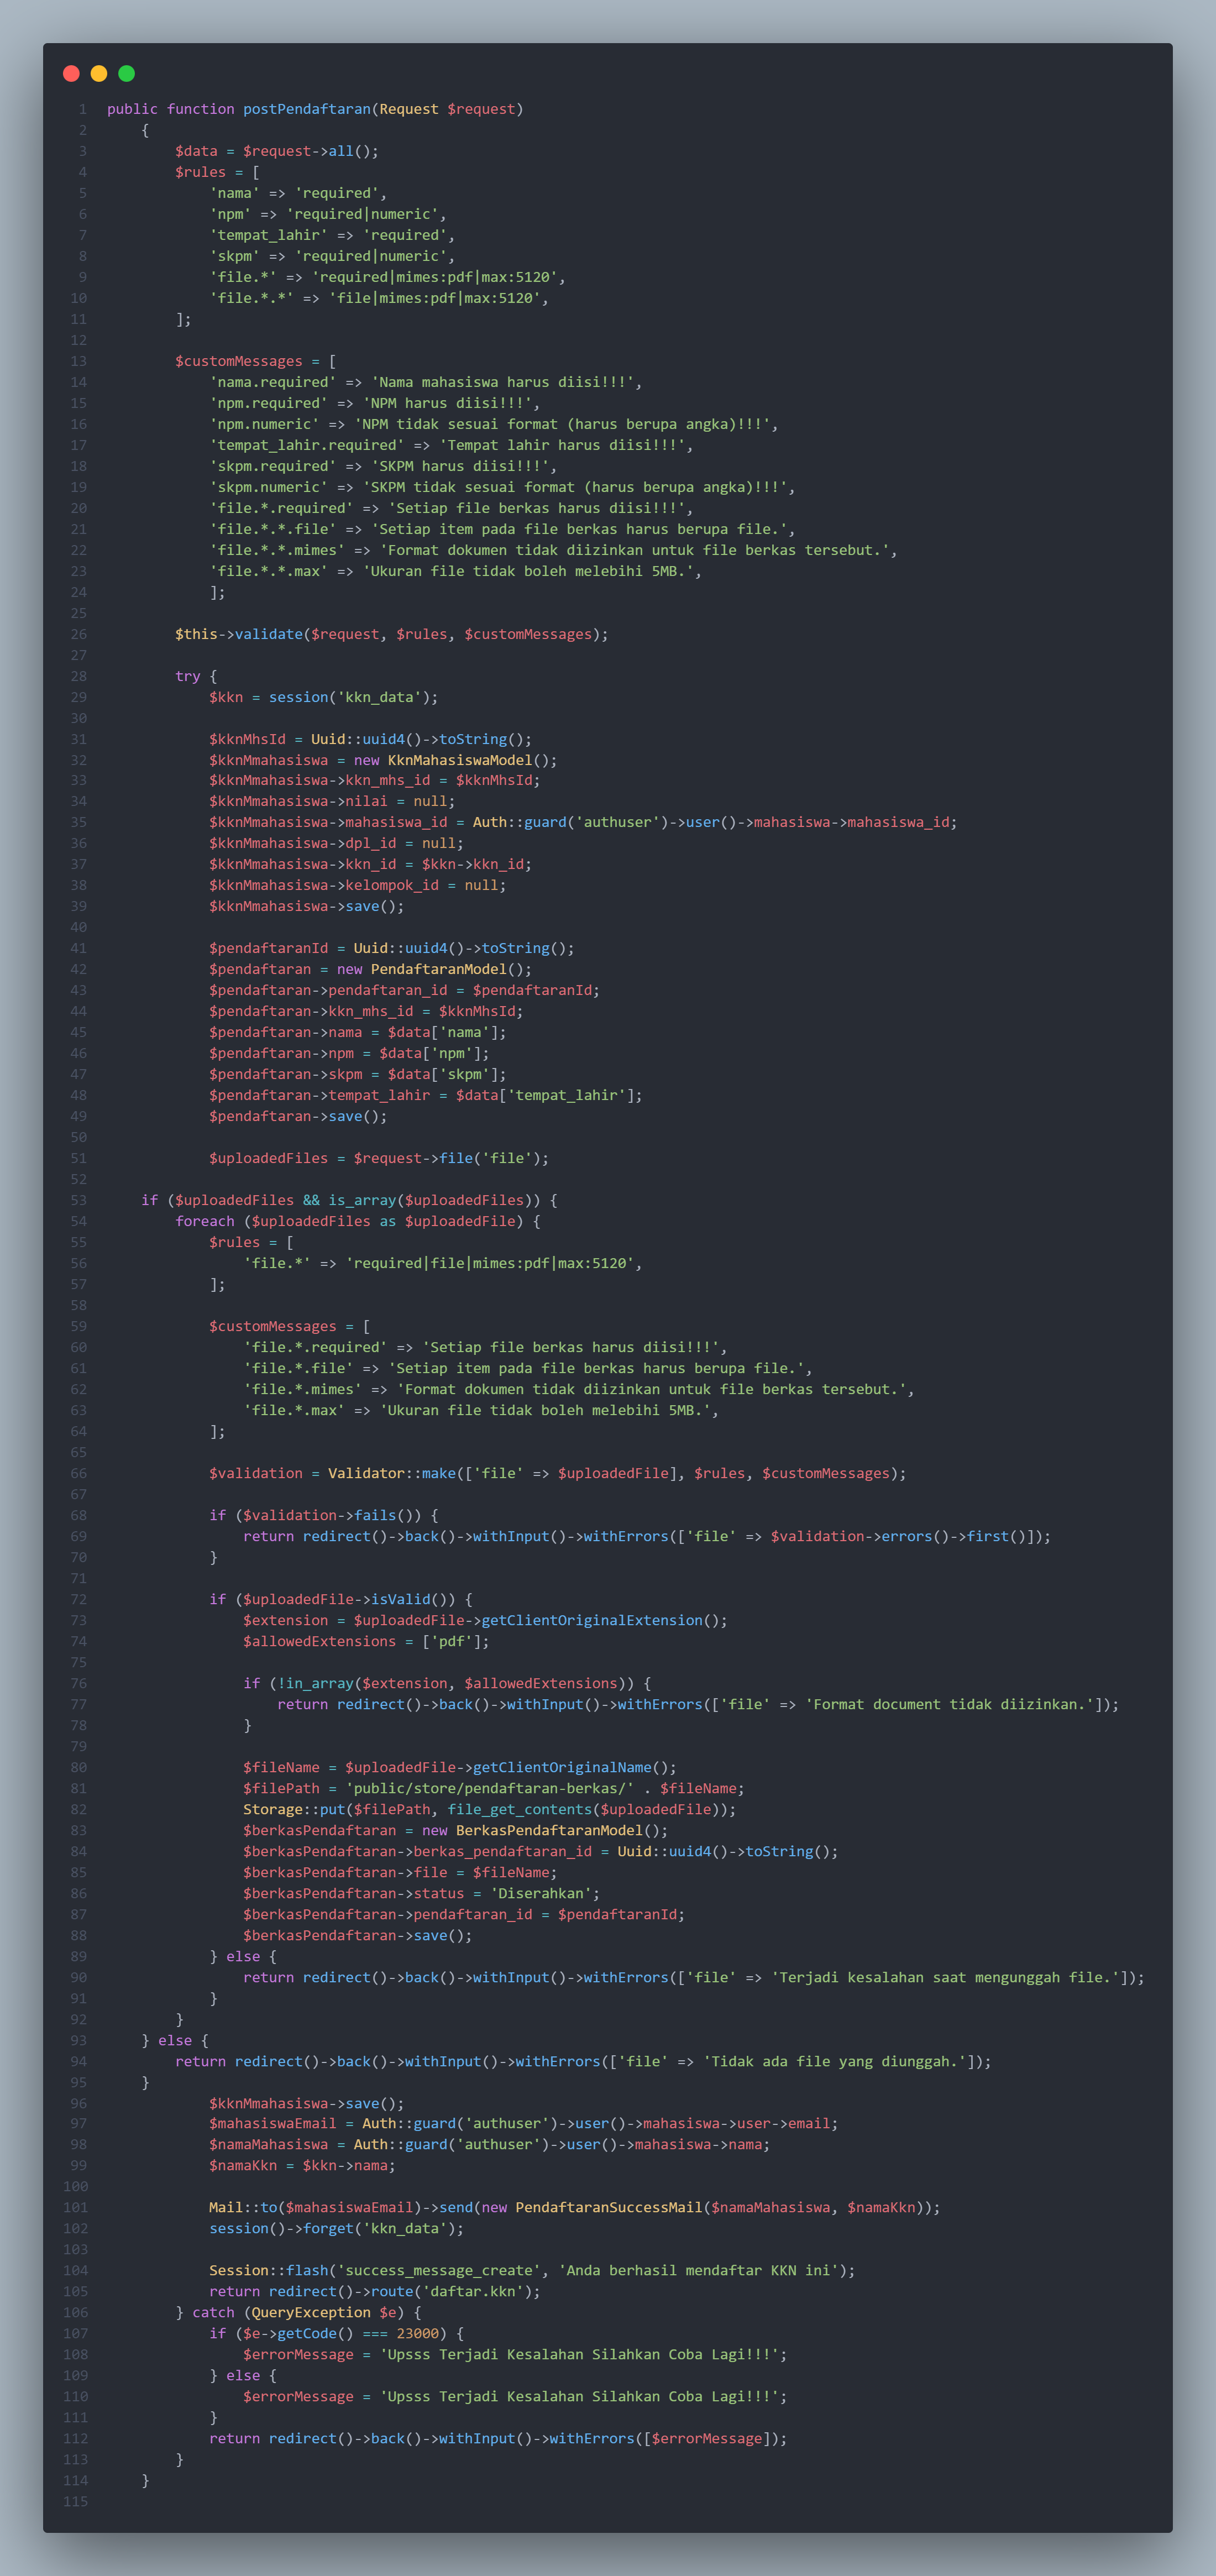 1 public function postPendaftaran(Request $request)
2     {
3         $data = $request->all();
4         $rules = [
5             'nama' => 'required',
6             'npm' => 'required|numeric',
7             'tempat_lahir' => 'required',
8             'skpm' => 'required|numeric',
9             'file.*' => 'required|mimes:pdf|max:5120',
10             'file.*.*' => 'file|mimes:pdf|max:5120',
11         ];
12
13         $customMessages = [
14             'nama.required' => 'Nama mahasiswa harus diisi!!!',
15             'npm.required' => 'NPM harus diisi!!!',
16             'npm.numeric' => 'NPM tidak sesuai format (harus berupa angka)!!!',
17             'tempat_lahir.required' => 'Tempat lahir harus diisi!!!',
18             'skpm.required' => 'SKPM harus diisi!!!',
19             'skpm.numeric' => 'SKPM tidak sesuai format (harus berupa angka)!!!',
20             'file.*.required' => 'Setiap file berkas harus diisi!!!',
21             'file.*.*.file' => 'Setiap item pada file berkas harus berupa file.',
22             'file.*.*.mimes' => 'Format dokumen tidak diizinkan untuk file berkas tersebut.',
23             'file.*.*.max' => 'Ukuran file tidak boleh melebihi 5MB.',
24             ];
25
26         $this->validate($request, $rules, $customMessages);
27
28         try {
29             $kkn = session('kkn_data');
30
31             $kknMhsId = Uuid::uuid4()->toString();
32             $kknMmahasiswa = new KknMahasiswaModel();
33             $kknMmahasiswa->kkn_mhs_id = $kknMhsId;
34             $kknMmahasiswa->nilai = null;
35             $kknMmahasiswa->mahasiswa_id = Auth::guard('authuser')->user()->mahasiswa->mahasiswa_id;
36             $kknMmahasiswa->dpl_id = null;
37             $kknMmahasiswa->kkn_id = $kkn->kkn_id;
38             $kknMmahasiswa->kelompok_id = null;
39             $kknMmahasiswa->save();
40
41             $pendaftaranId = Uuid::uuid4()->toString();
42             $pendaftaran = new PendaftaranModel();
43             $pendaftaran->pendaftaran_id = $pendaftaranId;
44             $pendaftaran->kkn_mhs_id = $kknMhsId;
45             $pendaftaran->nama = $data['nama'];
46             $pendaftaran->npm = $data['npm'];
47             $pendaftaran->skpm = $data['skpm'];
48             $pendaftaran->tempat_lahir = $data['tempat_lahir'];
49             $pendaftaran->save();
50
51             $uploadedFiles = $request->file('file');
52
53     if ($uploadedFiles && is_array($uploadedFiles)) {
54         foreach ($uploadedFiles as $uploadedFile) {
55             $rules = [
56                 'file.*' => 'required|file|mimes:pdf|max:5120',
57             ];
58
59             $customMessages = [
60                 'file.*.required' => 'Setiap file berkas harus diisi!!!',
61                 'file.*.file' => 'Setiap item pada file berkas harus berupa file.',
62                 'file.*.mimes' => 'Format dokumen tidak diizinkan untuk file berkas tersebut.',
63                 'file.*.max' => 'Ukuran file tidak boleh melebihi 5MB.',
64             ];
65
66             $validation = Validator::make(['file' => $uploadedFile], $rules, $customMessages);
67
68             if ($validation->fails()) {
69                 return redirect()->back()->withInput()->withErrors(['file' => $validation->errors()->first()]);
70             }
71
72             if ($uploadedFile->isValid()) {
73                 $extension = $uploadedFile->getClientOriginalExtension();
74                 $allowedExtensions = ['pdf'];
75
76                 if (!in_array($extension, $allowedExtensions)) {
77                     return redirect()->back()->withInput()->withErrors(['file' => 'Format document tidak diizinkan.']);
78                 }
79
80                 $fileName = $uploadedFile->getClientOriginalName();
81                 $filePath = 'public/store/pendaftaran-berkas/' . $fileName;
82                 Storage::put($filePath, file_get_contents($uploadedFile));
83                 $berkasPendaftaran = new BerkasPendaftaranModel();
84                 $berkasPendaftaran->berkas_pendaftaran_id = Uuid::uuid4()->toString();
85                 $berkasPendaftaran->file = $fileName;
86                 $berkasPendaftaran->status = 'Diserahkan';
87                 $berkasPendaftaran->pendaftaran_id = $pendaftaranId;
88                 $berkasPendaftaran->save();
89             } else {
90                 return redirect()->back()->withInput()->withErrors(['file' => 'Terjadi kesalahan saat mengunggah file.']);
91             }
92         }
93     } else {
94         return redirect()->back()->withInput()->withErrors(['file' => 'Tidak ada file yang diunggah.']);
95     }
96             $kknMmahasiswa->save();
97             $mahasiswaEmail = Auth::guard('authuser')->user()->mahasiswa->user->email;
98             $namaMahasiswa = Auth::guard('authuser')->user()->mahasiswa->nama;
99             $namaKkn = $kkn->nama;
100
101             Mail::to($mahasiswaEmail)->send(new PendaftaranSuccessMail($namaMahasiswa, $namaKkn));
102             session()->forget('kkn_data');
103
104             Session::flash('success_message_create', 'Anda berhasil mendaftar KKN ini');
105             return redirect()->route('daftar.kkn');
106         } catch (QueryException $e) {
107             if ($e->getCode() === 23000) {
108                 $errorMessage = 'Upsss Terjadi Kesalahan Silahkan Coba Lagi!!!';
109             } else {
110                 $errorMessage = 'Upsss Terjadi Kesalahan Silahkan Coba Lagi!!!';
111             }
112             return redirect()->back()->withInput()->withErrors([$errorMessage]);
113         }
114     }
115